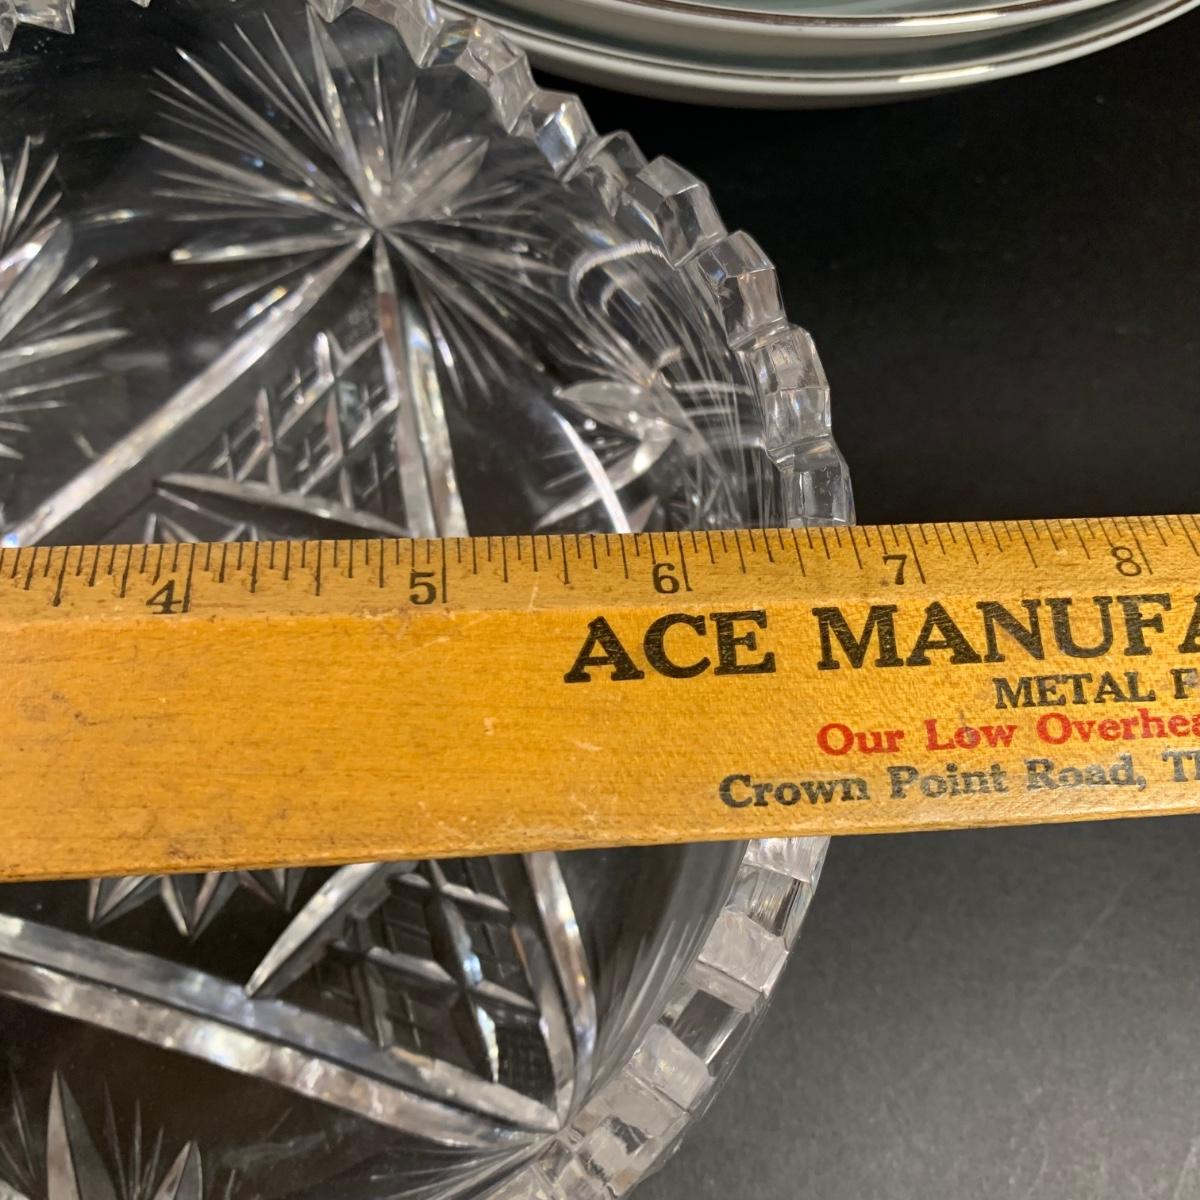 4 5 6 7 8
ACE MANUFA
METAL F
Our Low Overhea
Crown Point Road, Th